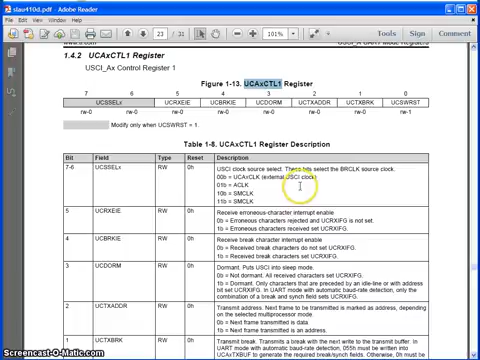 slau410d.pdf - Adobe Reader
File Edit View Window Help
23 / 31 101% Tools Sign Comment
1.4.2 UCAxCTL1 Register
USCI_Ax Control Register 1
Figure 1-13. UCAxCTL1 Register
7 6 5 4 3 2 1 0
UCSSELx UCRXEIE UCBRKIE UCDORM UCTXADDR UCTXBRK UCSWRST
rw-0 rw-0 rw-0 rw-0 rw-0 rw-0 rw-0 rw-1
Modify only when UCSWRST = 1.
Table 1-8. UCAxCTL1 Register Description
Bit Field Type Reset Description
7-6 UCSSELx RW 0h USCI clock source select. These bits select the BRCLK source clock.
00b = UCAxCLK (external USCI clock)
01b = ACLK
10b = SMCLK
11b = SMCLK
5 UCRXEIE RW 0h Receive erroneous-character interrupt enable
0b = Erroneous characters rejected and UCRXIFG is not set.
1b = Erroneous characters received set UCRXIFG.
4 UCBRKIE RW 0h Receive break character interrupt enable
0b = Received break characters do not set UCRXIFG.
1b = Received break characters set UCRXIFG.
3 UCDORM RW 0h Dormant. Puts USCI into sleep mode.
0b = Not dormant. All received characters set UCRXIFG.
1b = Dormant. Only characters that are preceded by an idle-line or with address
bit set UCRXIFG. In UART mode with automatic baud-rate detection, only the
combination of a break and synch field sets UCRXIFG.
2 UCTXADDR RW 0h Transmit address. Next frame to be transmitted is marked as address, depending
on the selected multiprocessor mode.
0b = Next frame transmitted is data
1b = Next frame transmitted is an address.
1 UCTXBRK RW 0h Transmit break. Transmits a break with the next write to the transmit buffer. In
UART mode with automatic baud-rate detection, 055h must be written into
UCAxTXBUF to generate the required break/synch fields. Otherwise, 0h must be
Screencast-O-Matic.com